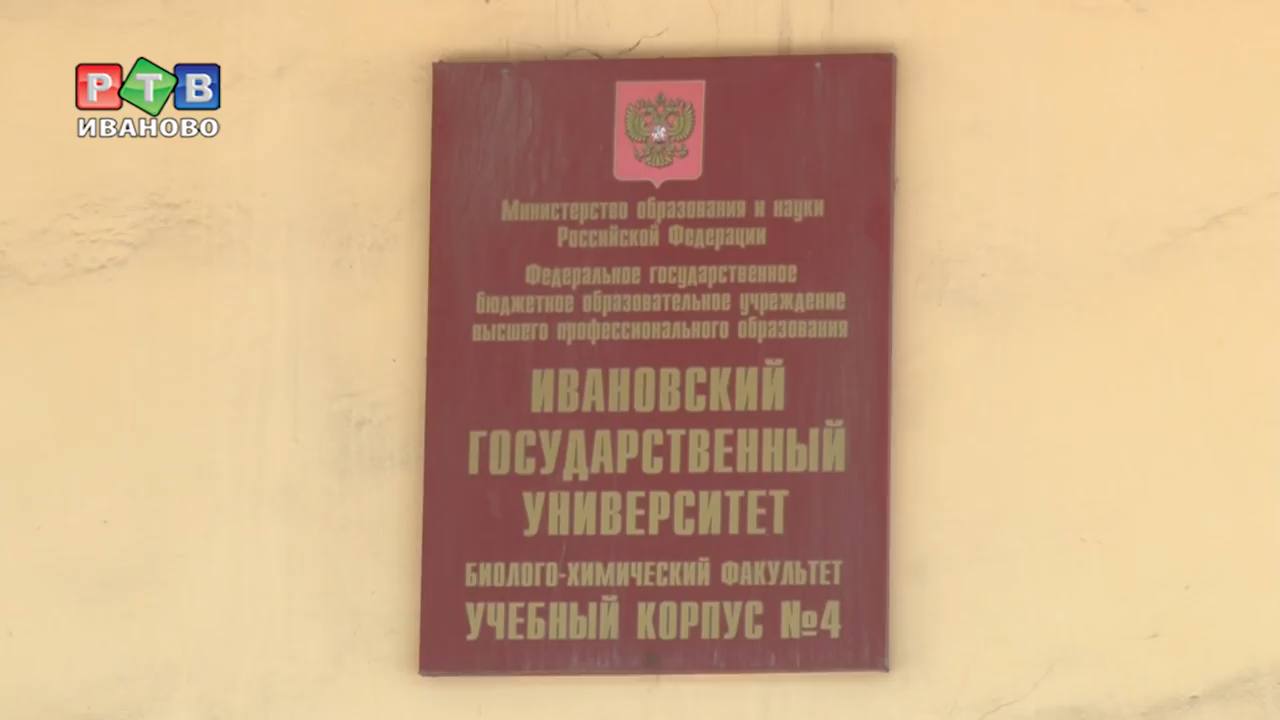 РТВ
ИВАНОВО
Министерство образования и науки
Российской Федерации
Федеральное государственное
бюджетное образовательное учреждение
высшего профессионального образования
ИВАНОВСКИЙ
ГОСУДАРСТВЕННЫЙ
УНИВЕРСИТЕТ
БИОЛОГО-ХИМИЧЕСКИЙ ФАКУЛЬТЕТ
УЧЕБНЫЙ КОРПУС №4